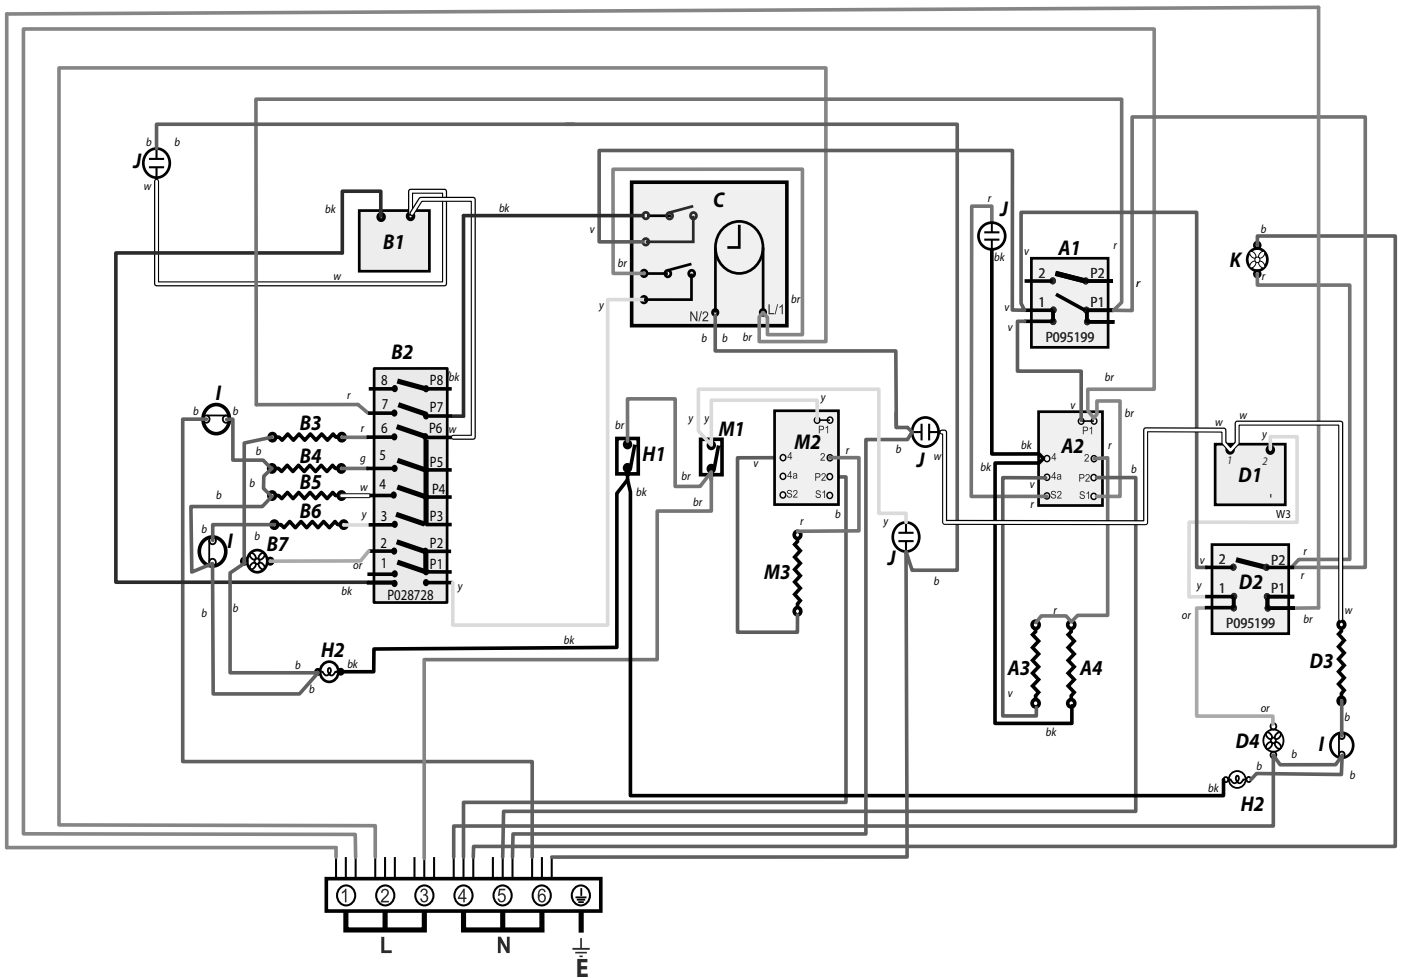 b b
J
w
bk
B1
w
bk
C
v
br
y
N/2
L/1
br
b b
br
r
J
bk
A1
r
v
2 P2
1 P1
v
v
P095199
r
b
K
r
B2
8 P8
bk
r
7 P7
6 P6
w
5 P5
4 P4
3 P3
2 P2
1 P1
y
P028728
I
b b
B3
r
b
B4
g
b
B5
w
b
B6
y
b
b
I
B7
or
bk
b
b
H2
b
bk
b
bk
br
H1
bk
M1
y
y
y
br
br
M2
P1
v
4 2
r
4a P2
S2 S1
b
r
M3
b
J
w
y
J
b
br
br
v
P1
A2
bk
4 2
r
bk
4a P2
b
v
S2 S1
r
r
A3
A4
v
bk
w
w
y
1 2
D1
W3
r
v
2 P2
r
D2
y
1 P1
or
br
P095199
w
D3
or
b
D4
I
b
b
b
bk
H2
1 2 3 4 5 6
L
N
E